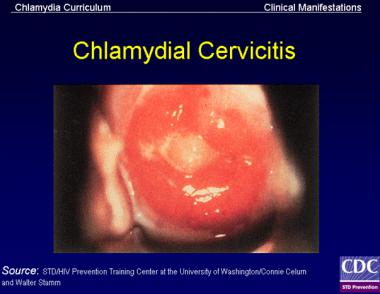 Chlamydia Curriculum Clinical Manifestations
Chlamydial Cervicitis
Source: STD/HIV Prevention Training Center at the University of Washington/Connie Celum
and Walter Stamm
CDC
STD Prevention